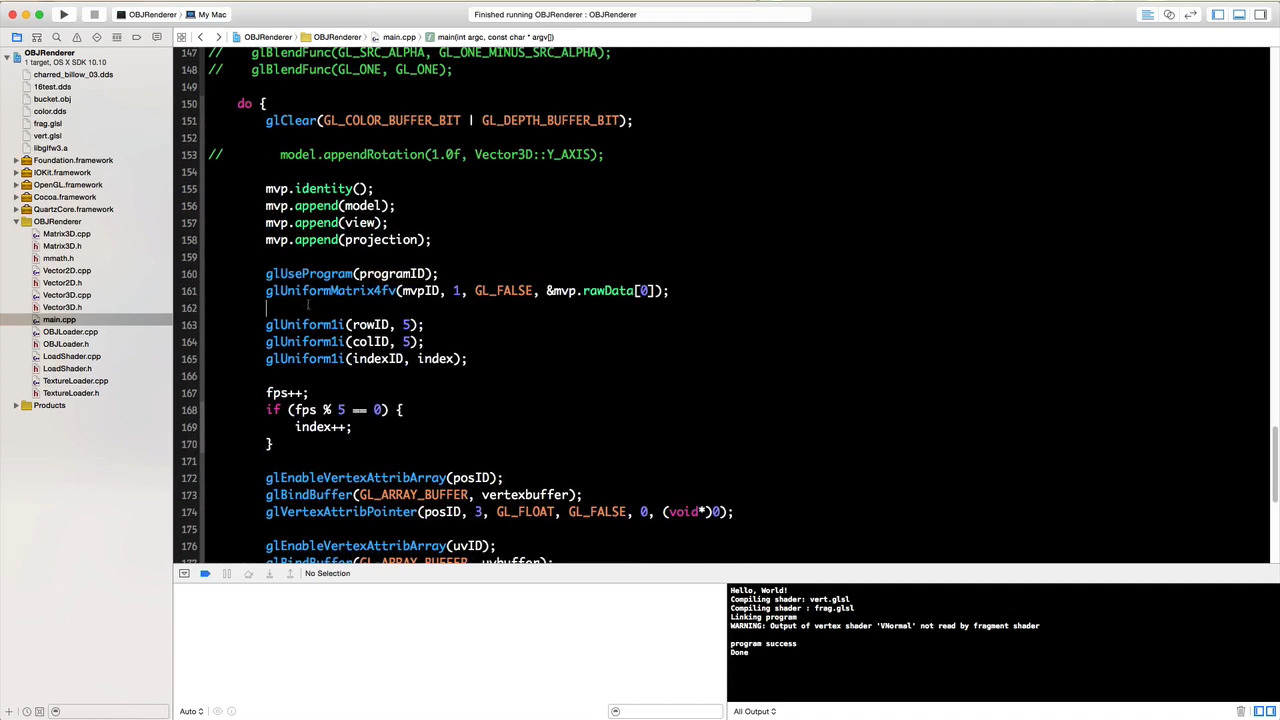 OBJRenderer
My Mac
Finished running OBJRenderer : OBJRenderer
OBJRenderer
OBJRenderer
main.cpp
main(int argc, const char * argv[])
OBJRenderer
1 target, OS X SDK 10.10
charred_billow_03.dds
16test.dds
bucket.obj
color.dds
frag.glsl
vert.glsl
libglfw3.a
Foundation.framework
IOKit.framework
OpenGL.framework
Cocoa.framework
QuartzCore.framework
OBJRenderer
Matrix3D.cpp
Matrix3D.h
mmath.h
Vector2D.cpp
Vector2D.h
Vector3D.cpp
Vector3D.h
main.cpp
OBJLoader.cpp
OBJLoader.h
LoadShader.cpp
LoadShader.h
TextureLoader.cpp
TextureLoader.h
Products
147 // glBlendFunc(GL_SRC_ALPHA, GL_ONE_MINUS_SRC_ALPHA);
148 // glBlendFunc(GL_ONE, GL_ONE);
149
150 do {
151 glClear(GL_COLOR_BUFFER_BIT | GL_DEPTH_BUFFER_BIT);
152
153 // model.appendRotation(1.0f, Vector3D::Y_AXIS);
154
155 mvp.identity();
156 mvp.append(model);
157 mvp.append(view);
158 mvp.append(projection);
159
160 glUseProgram(programID);
161 glUniformMatrix4fv(mvpID, 1, GL_FALSE, &mvp.rawData[0]);
162
163 glUniform1i(rowID, 5);
164 glUniform1i(colID, 5);
165 glUniform1i(indexID, index);
166
167 fps++;
168 if (fps % 5 == 0) {
169 index++;
170 }
171
172 glEnableVertexAttribArray(posID);
173 glBindBuffer(GL_ARRAY_BUFFER, vertexbuffer);
174 glVertexAttribPointer(posID, 3, GL_FLOAT, GL_FALSE, 0, (void*)0);
175
176 glEnableVertexAttribArray(uvID);
177 glBindBuffer(GL_ARRAY_BUFFER, uvbuffer);
No Selection
Hello, World!
Compiling shader: vert.glsl
Compiling shader : frag.glsl
Linking program
WARNING: Output of vertex shader 'VNormal' not read by fragment shader
program success
Done
Auto
All Output